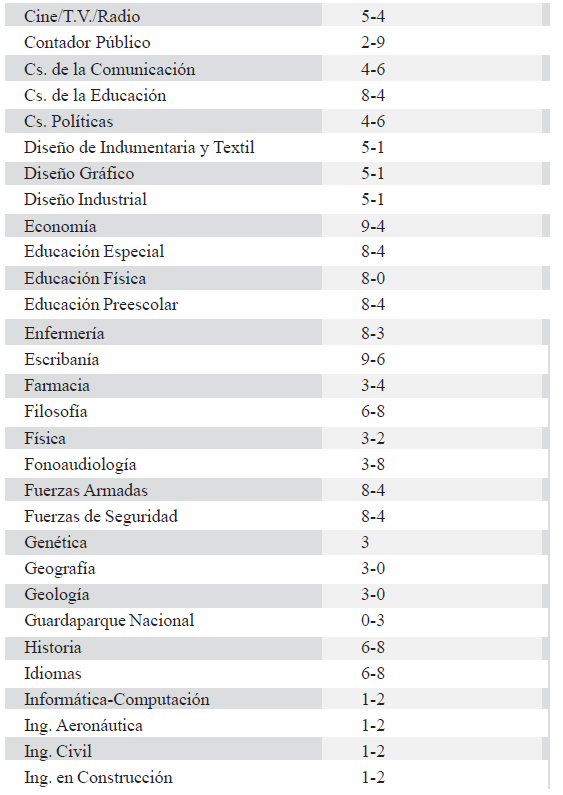 Cine/T.V./Radio 5-4
Contador Público 2-9
Cs. de la Comunicación 4-6
Cs. de la Educación 8-4
Cs. Políticas 4-6
Diseño de Indumentaria y Textil 5-1
Diseño Gráfico 5-1
Diseño Industrial 5-1
Economía 9-4
Educación Especial 8-4
Educación Física 8-0
Educación Preescolar 8-4
Enfermería 8-3
Escribanía 9-6
Farmacia 3-4
Filosofía 6-8
Física 3-2
Fonoaudiología 3-8
Fuerzas Armadas 8-4
Fuerzas de Seguridad 8-4
Genética 3
Geografía 3-0
Geología 3-0
Guardaparque Nacional 0-3
Historia 6-8
Idiomas 6-8
Informática-Computación 1-2
Ing. Aeronáutica 1-2
Ing. Civil 1-2
Ing. en Construcción 1-2